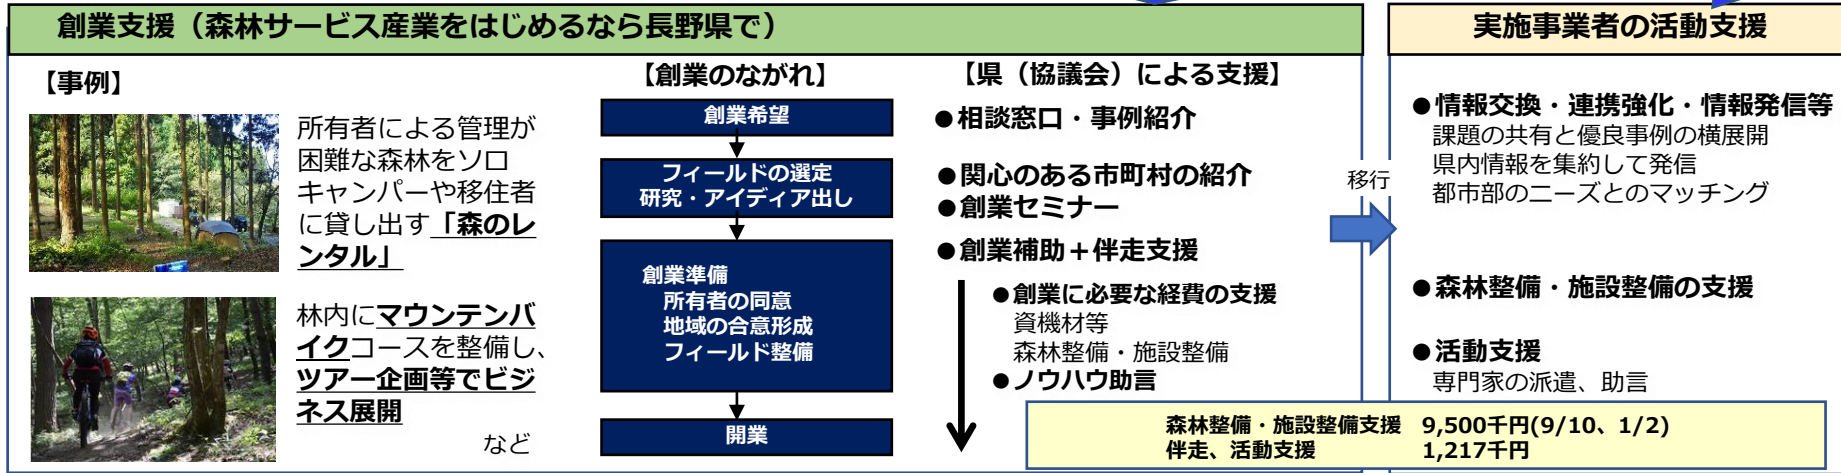 創業支援（森林サービス産業をはじめるなら長野県で）
【事例】
所有者による管理が
困難な森林をソロ
キャンパーや移住者
に貸し出す「森のレ
ンタル」
林内にマウンテンバ
イクコースを整備し、
ツアー企画等でビジ
ネス展開
など
【創業のながれ】
創業希望
フィールドの選定
研究・アイディア出し
創業準備
所有者の同意
地域の合意形成
フィールド整備
開業
【県（協議会）による支援】
●相談窓口・事例紹介
●関心のある市町村の紹介
●創業セミナー
●創業補助＋伴走支援
●創業に必要な経費の支援
資機材等
森林整備・施設整備
●ノウハウ助言
移行
実施事業者の活動支援
●情報交換・連携強化・情報発信等
課題の共有と優良事例の横展開
県内情報を集約して発信
都市部のニーズとのマッチング
●森林整備・施設整備の支援
●活動支援
専門家の派遣、助言
森林整備・施設整備支援 9,500千円(9/10、1/2)
伴走、活動支援 1,217千円